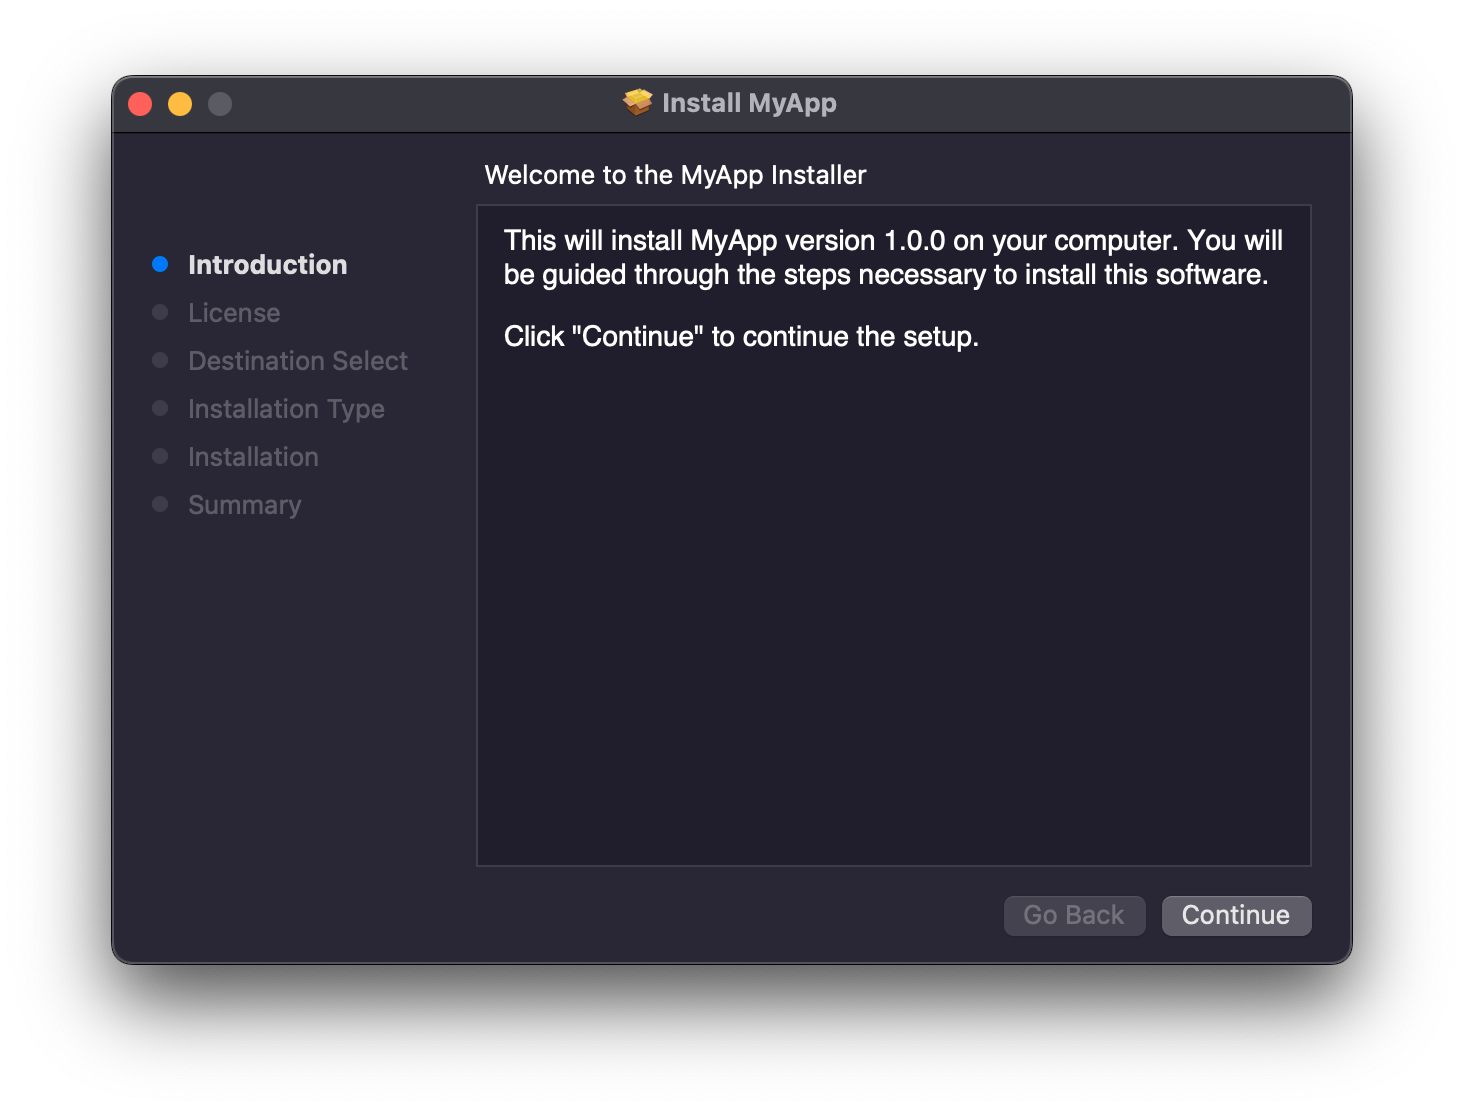 Install MyApp
Welcome to the MyApp Installer
Introduction
License
Destination Select
Installation Type
Installation
Summary
This will install MyApp version 1.0.0 on your computer. You will
be guided through the steps necessary to install this software.
Click "Continue" to continue the setup.
Go Back
Continue